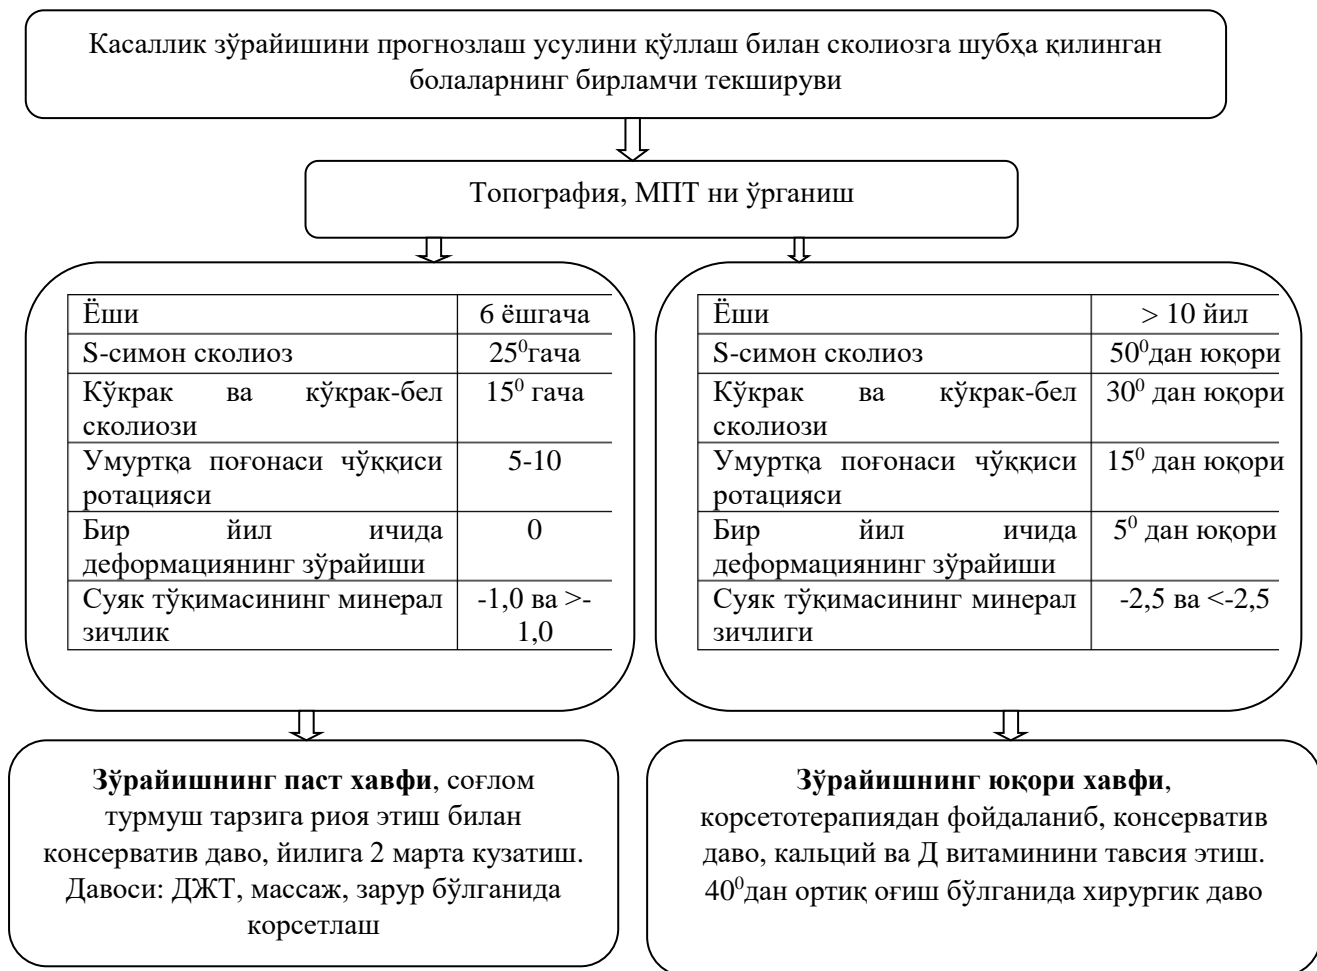 Касаллик зўрайишини прогнозлаш усулини қўллаш билан сколиозга шубҳа қилинган
болаларнинг бирламчи текшируви
Топография, МПТ ни ўрганиш
Ёши 6 ёшгача
S-симон сколиоз 25⁰гача
Кўкрак ва кўкрак-бел 15⁰ гача
сколиози
Умуртқа поғонаси чўққиси 5-10
ротацияси
Бир йил ичида 0
деформациянинг зўрайиши
Суяк тўқимасининг минерал -1,0 ва >-
зичлик 1,0
Ёши > 10 йил
S-симон сколиоз 50⁰дан юқори
Кўкрак ва кўкрак-бел 30⁰ дан юқори
сколиози
Умуртқа поғонаси чўққиси 15⁰ дан юқори
ротацияси
Бир йил ичида 5⁰ дан юқори
деформациянинг зўрайиши
Суяк тўқимасининг минерал -2,5 ва <-2,5
зичлиги
Зўрайишнинг паст хавфи, соғлом
турмуш тарзига риоя этиш билан
консерватив даво, йилига 2 марта кузатиш.
Давоси: ДЖТ, массаж, зарур бўлганида
корсетлаш
Зўрайишнинг юқори хавфи,
корсетотерапиядан фойдаланиб, консерватив
даво, кальций ва Д витаминини тавсия этиш.
40⁰дан ортиқ оғиш бўлганида хирургик даво